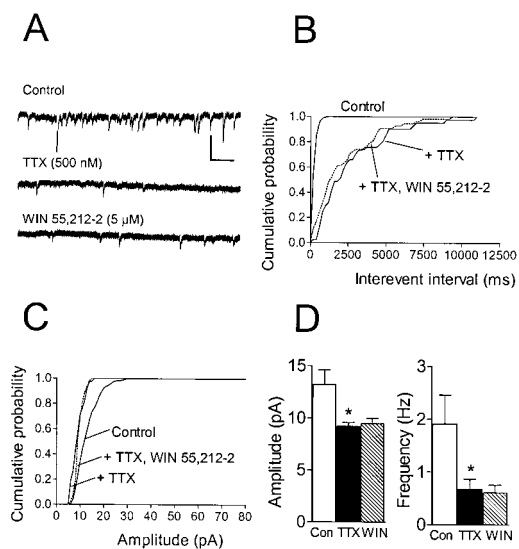 A
Control
TTX (500 nM)
WIN 55,212-2 (5 µM)
B
Cumulative probability
1.0
0.8
0.6
0.4
0.2
0.0
Control
+ TTX
+ TTX, WIN 55,212-2
0 2500 5000 7500 10000 12500
Interevent interval (ms)
C
Cumulative probability
1.0
0.8
0.6
0.4
0.2
0.0
Control
+ TTX, WIN 55,212-2
+ TTX
0 20 40 60 80
Amplitude (pA)
D
Amplitude (pA)
15
10
5
0
*
Con TTX WIN
Frequency (Hz)
3
2
1
0
*
Con TTX WIN